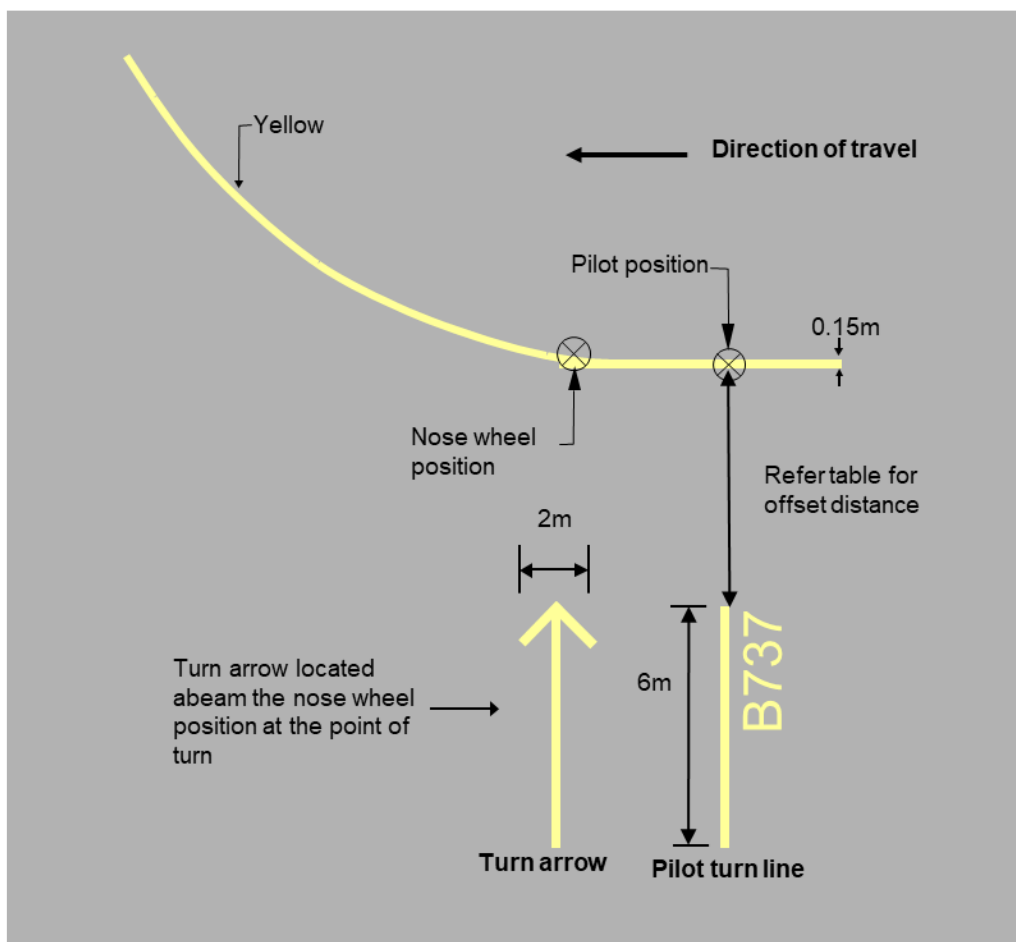 Yellow
Direction of travel
Pilot position
0.15m
Nose wheel
position
Refer table for
offset distance
2m
Turn arrow located
abeam the nose wheel
position at the point of
turn
6m
B737
Turn arrow
Pilot turn line